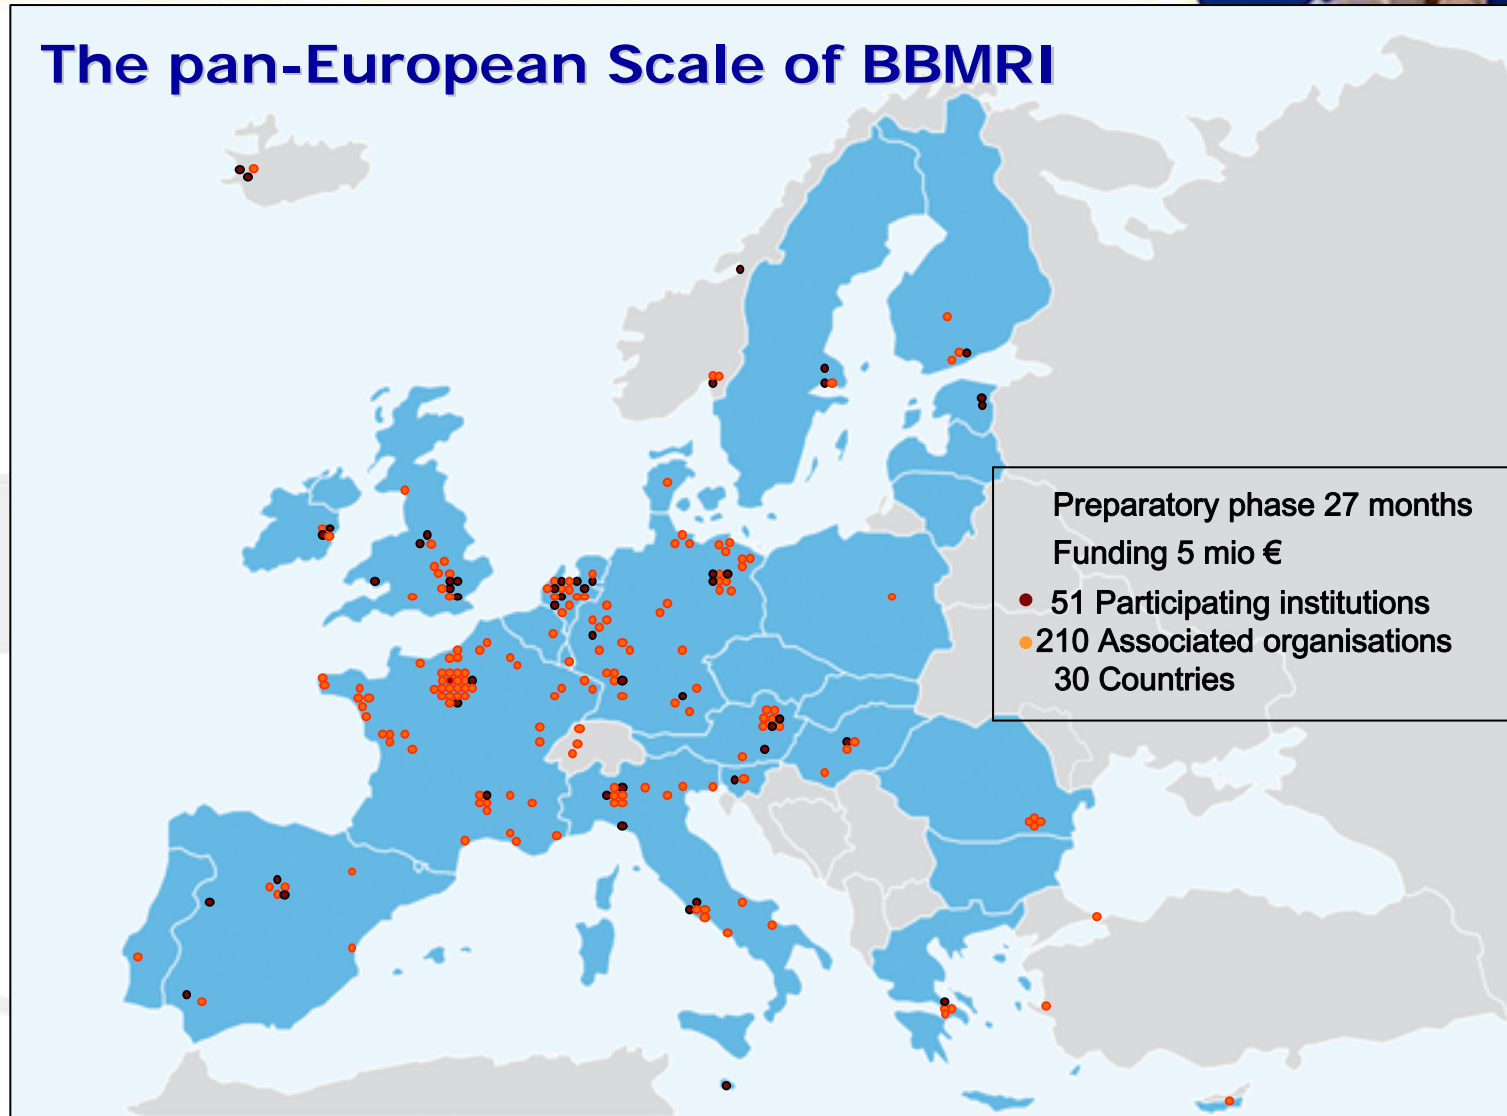 The pan-European Scale of BBMRI
Preparatory phase 27 months
Funding 5 mio €
51 Participating institutions
210 Associated organisations
30 Countries